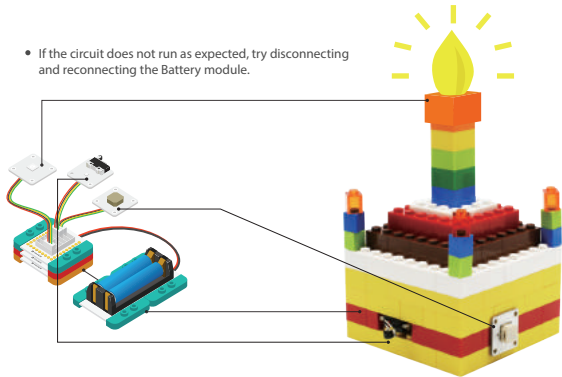 • If the circuit does not run as expected, try disconnecting
and reconnecting the Battery module.